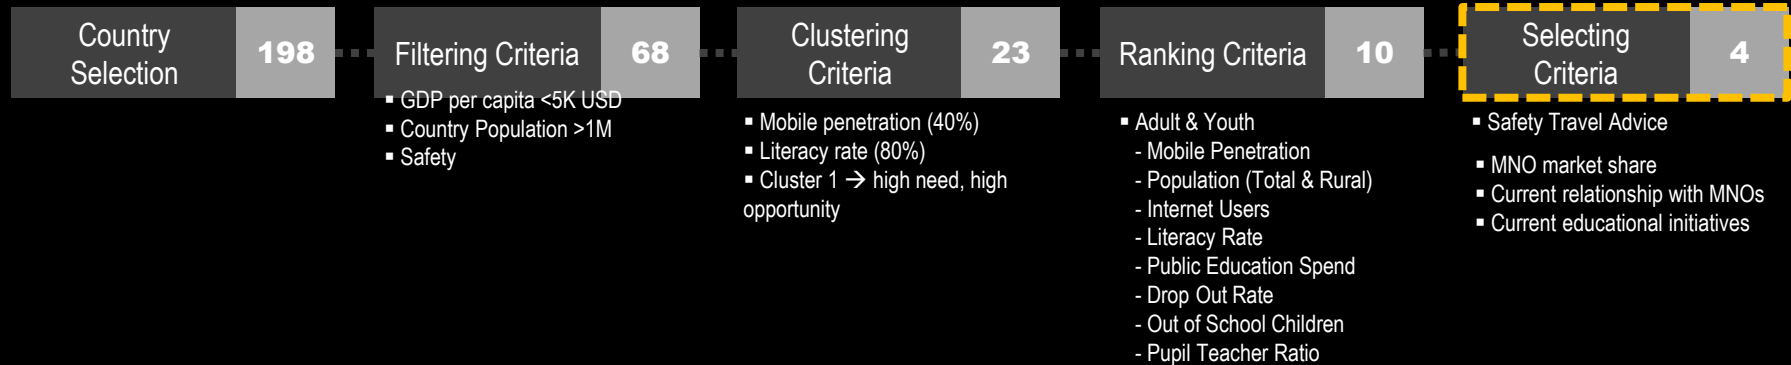 Country
Selection
198
Filtering Criteria
68
▪ GDP per capita <5K USD
▪ Country Population >1M
▪ Safety
Clustering
Criteria
23
▪ Mobile penetration (40%)
▪ Literacy rate (80%)
▪ Cluster 1 → high need, high
opportunity
Ranking Criteria
10
▪ Adult & Youth
- Mobile Penetration
- Population (Total & Rural)
- Internet Users
- Literacy Rate
- Public Education Spend
- Drop Out Rate
- Out of School Children
- Pupil Teacher Ratio
Selecting
Criteria
4
▪ Safety Travel Advice
▪ MNO market share
▪ Current relationship with MNOs
▪ Current educational initiatives